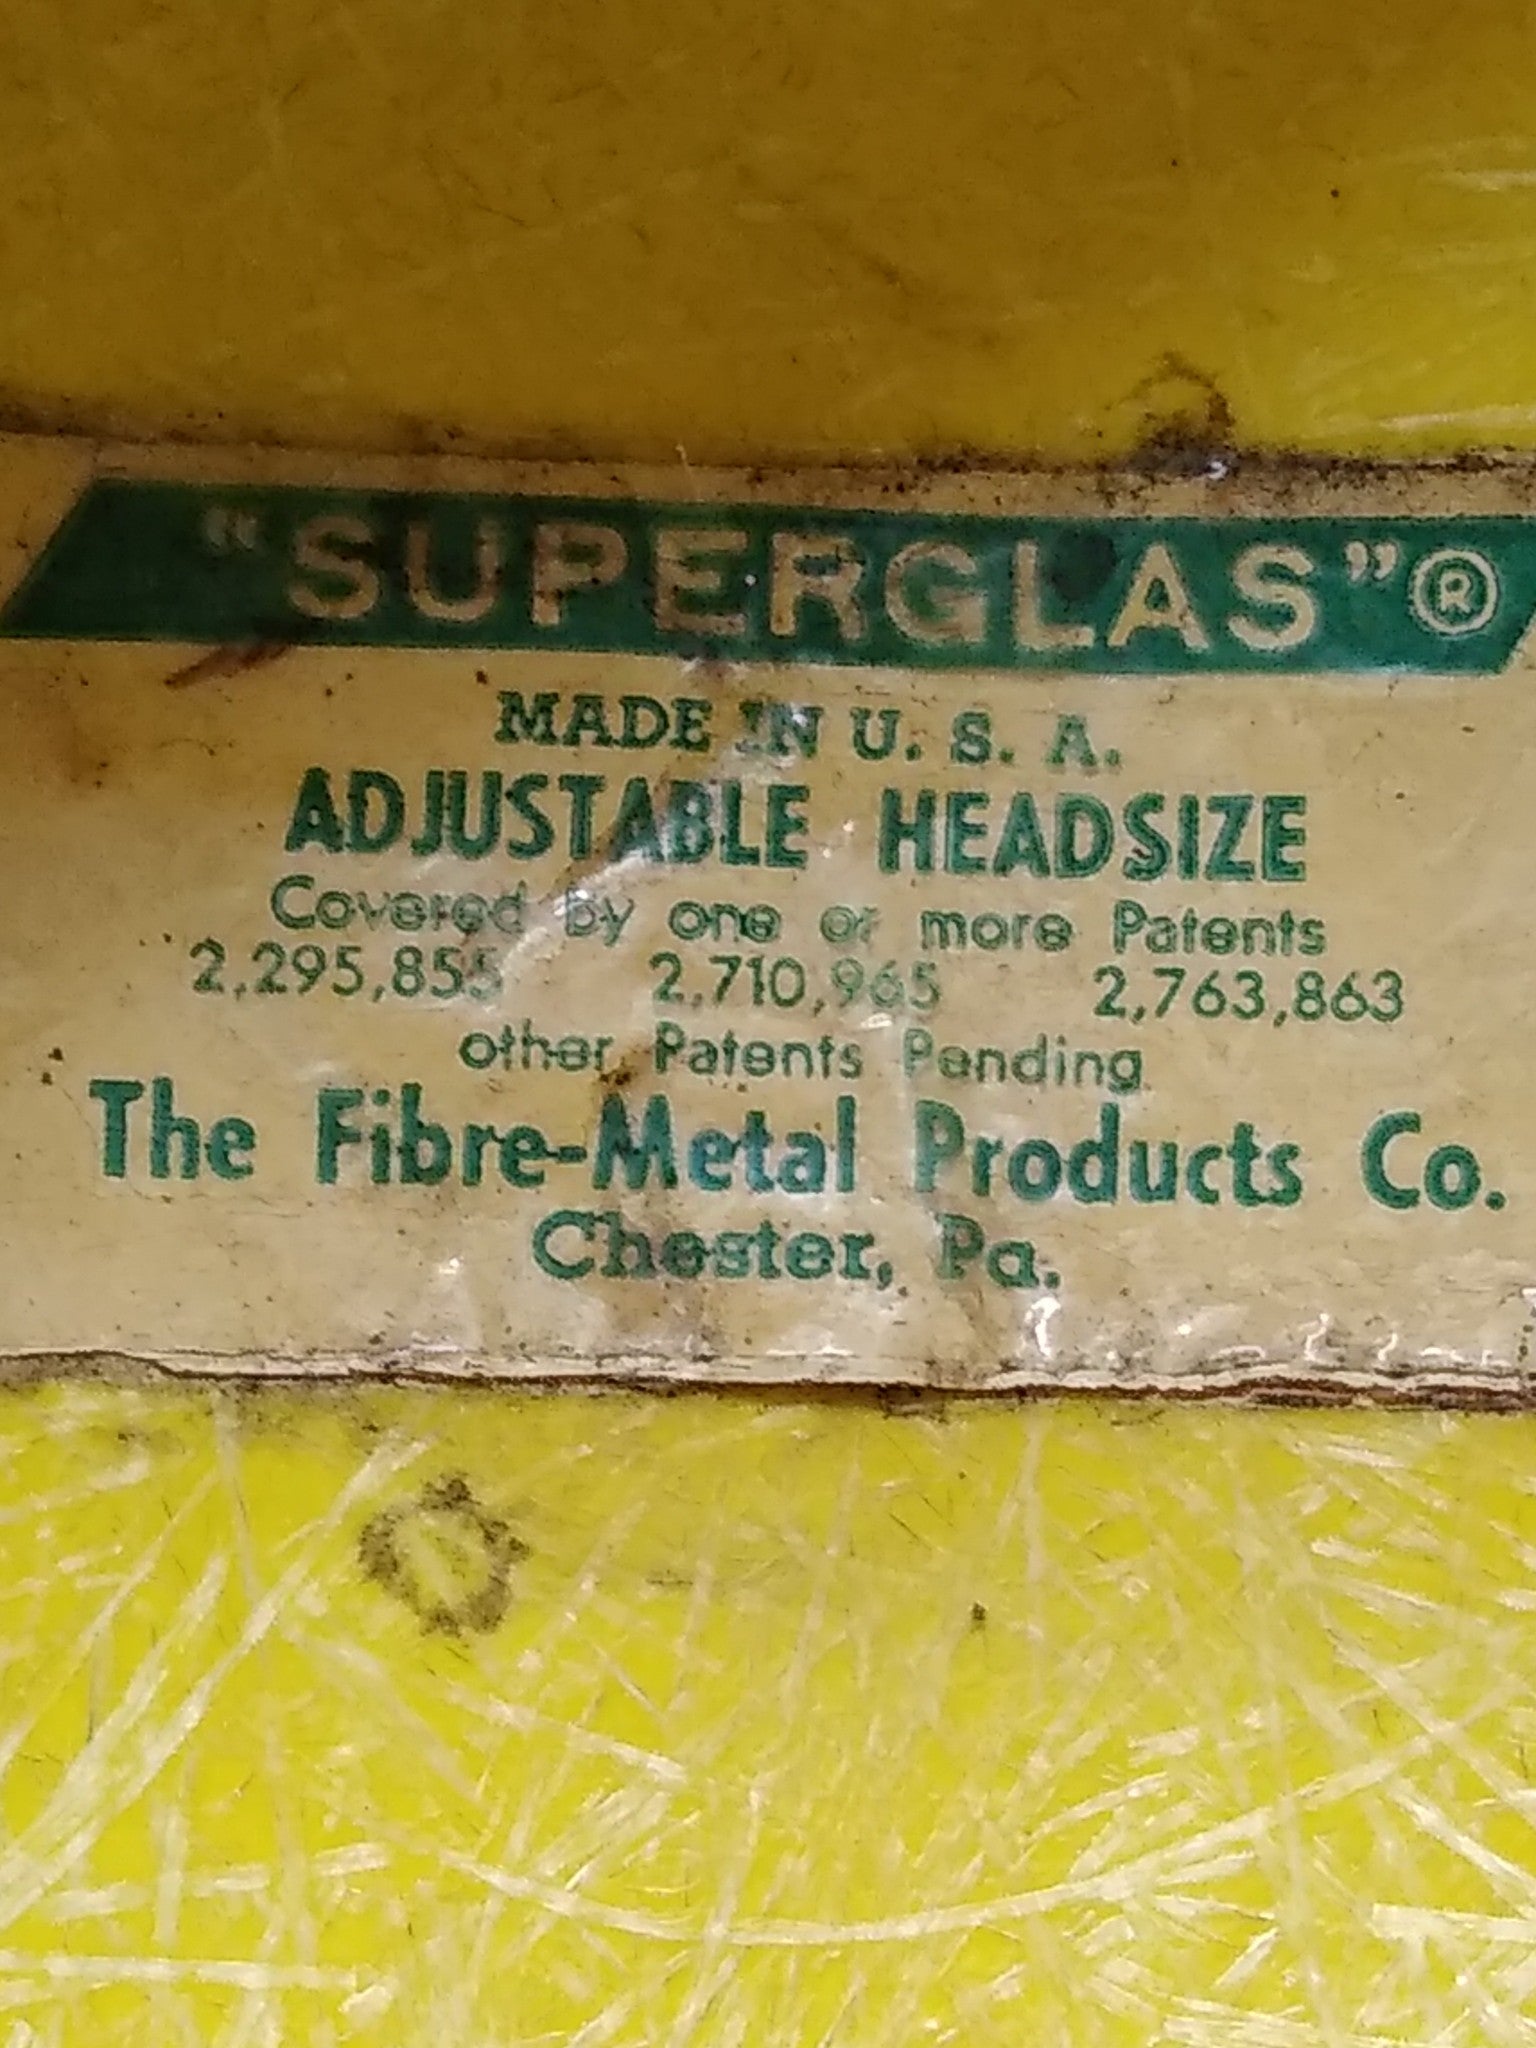 "SUPERGLAS"®
MADE IN U. S. A.
ADJUSTABLE HEADSIZE
Covered by one or more Patents
2,295,855 2,710,965 2,763,863
other Patents Pending
The Fibre-Metal Products Co.
Chester, Pa.